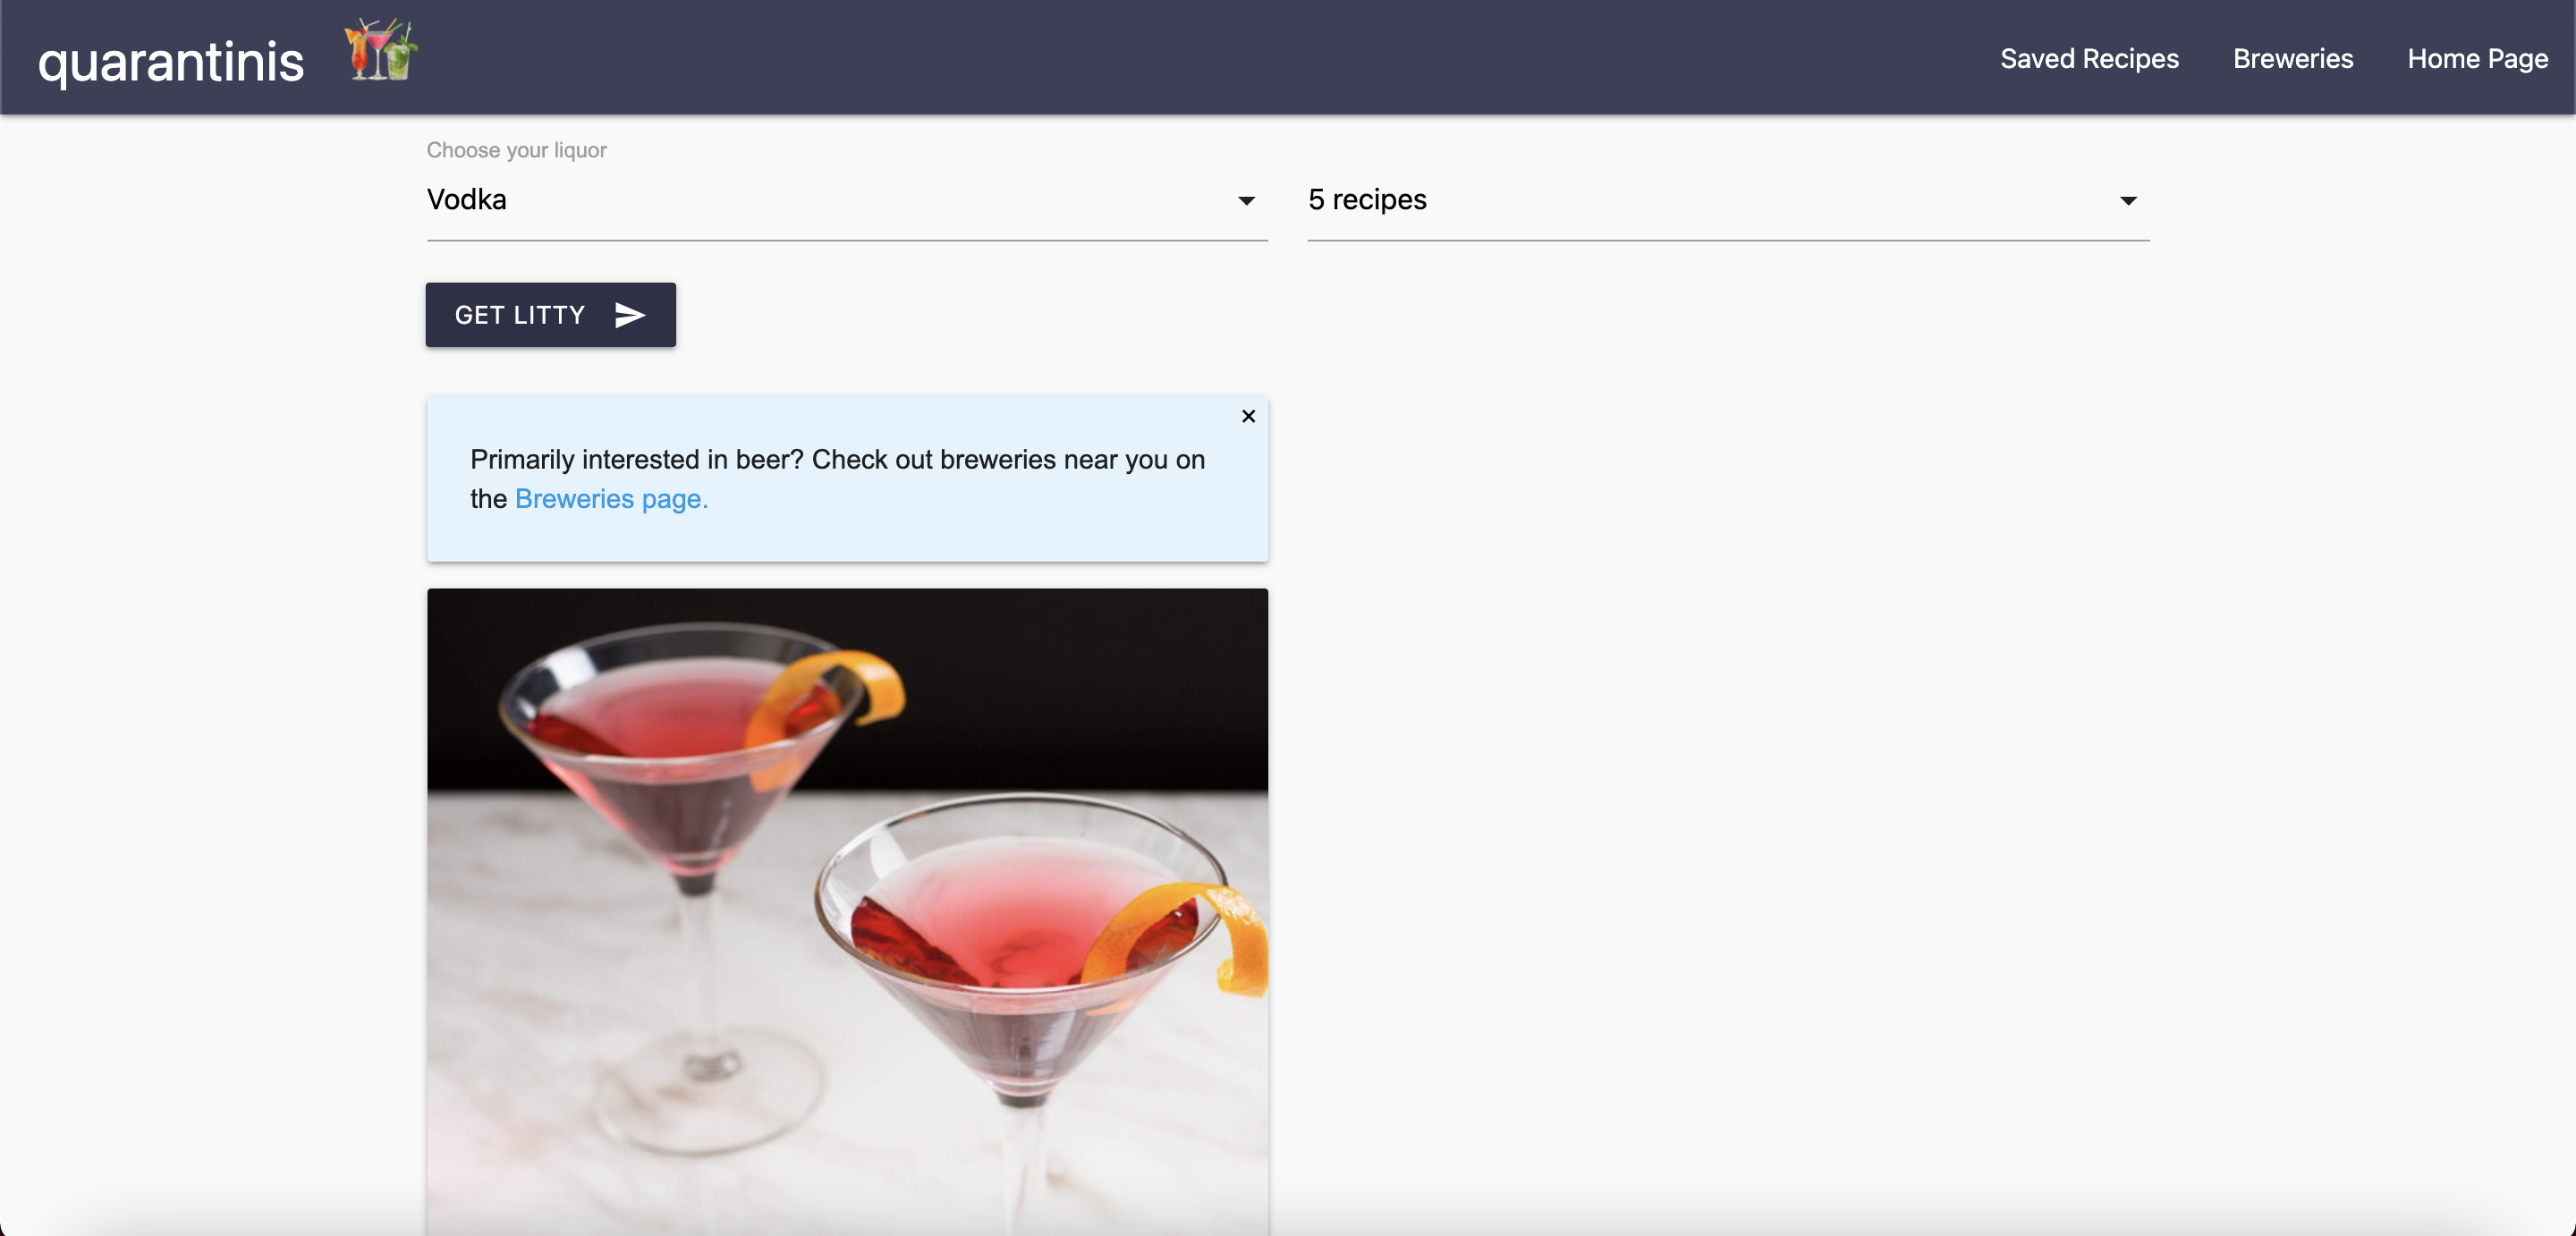 quarantinis
Saved Recipes
Breweries
Home Page
Choose your liquor
Vodka
5 recipes
GET LITTY
×
Primarily interested in beer? Check out breweries near you on
the Breweries page.